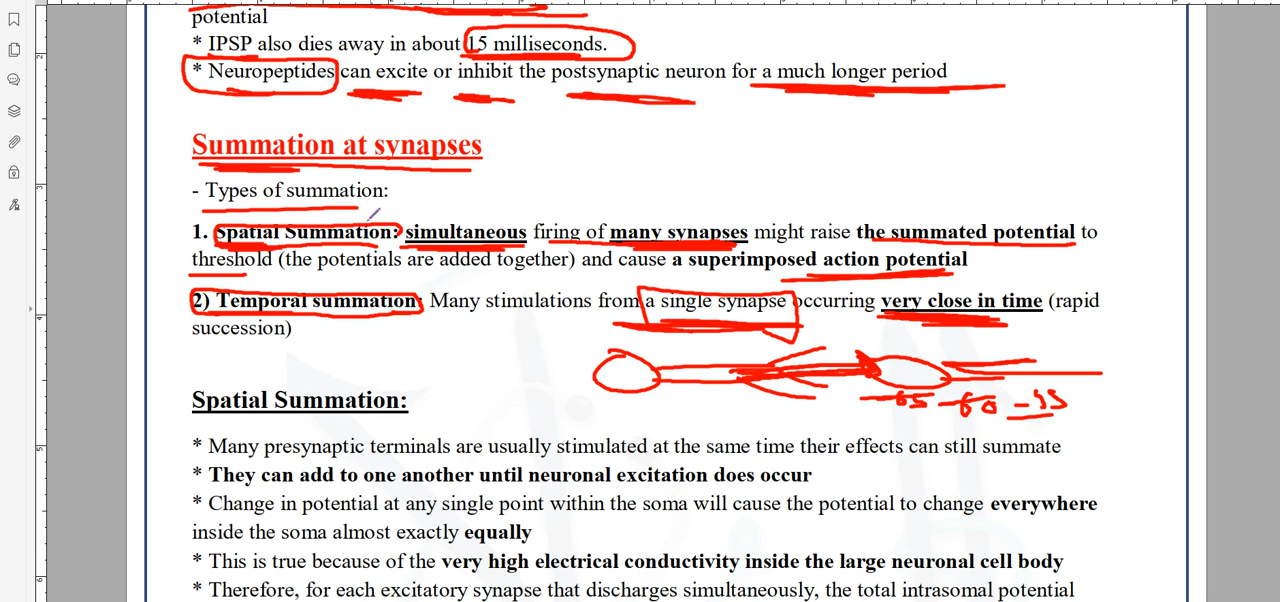 potential
* IPSP also dies away in about 15 milliseconds.
* Neuropeptides can excite or inhibit the postsynaptic neuron for a much longer period
Summation at synapses
- Types of summation:
1. Spatial Summation: simultaneous firing of many synapses might raise the summated potential to
threshold (the potentials are added together) and cause a superimposed action potential
2) Temporal summation: Many stimulations from a single synapse occurring very close in time (rapid
succession)
-65 -60 -55
Spatial Summation:
* Many presynaptic terminals are usually stimulated at the same time their effects can still summate
* They can add to one another until neuronal excitation does occur
* Change in potential at any single point within the soma will cause the potential to change everywhere
inside the soma almost exactly equally
* This is true because of the very high electrical conductivity inside the large neuronal cell body
* Therefore, for each excitatory synapse that discharges simultaneously, the total intrasomal potential